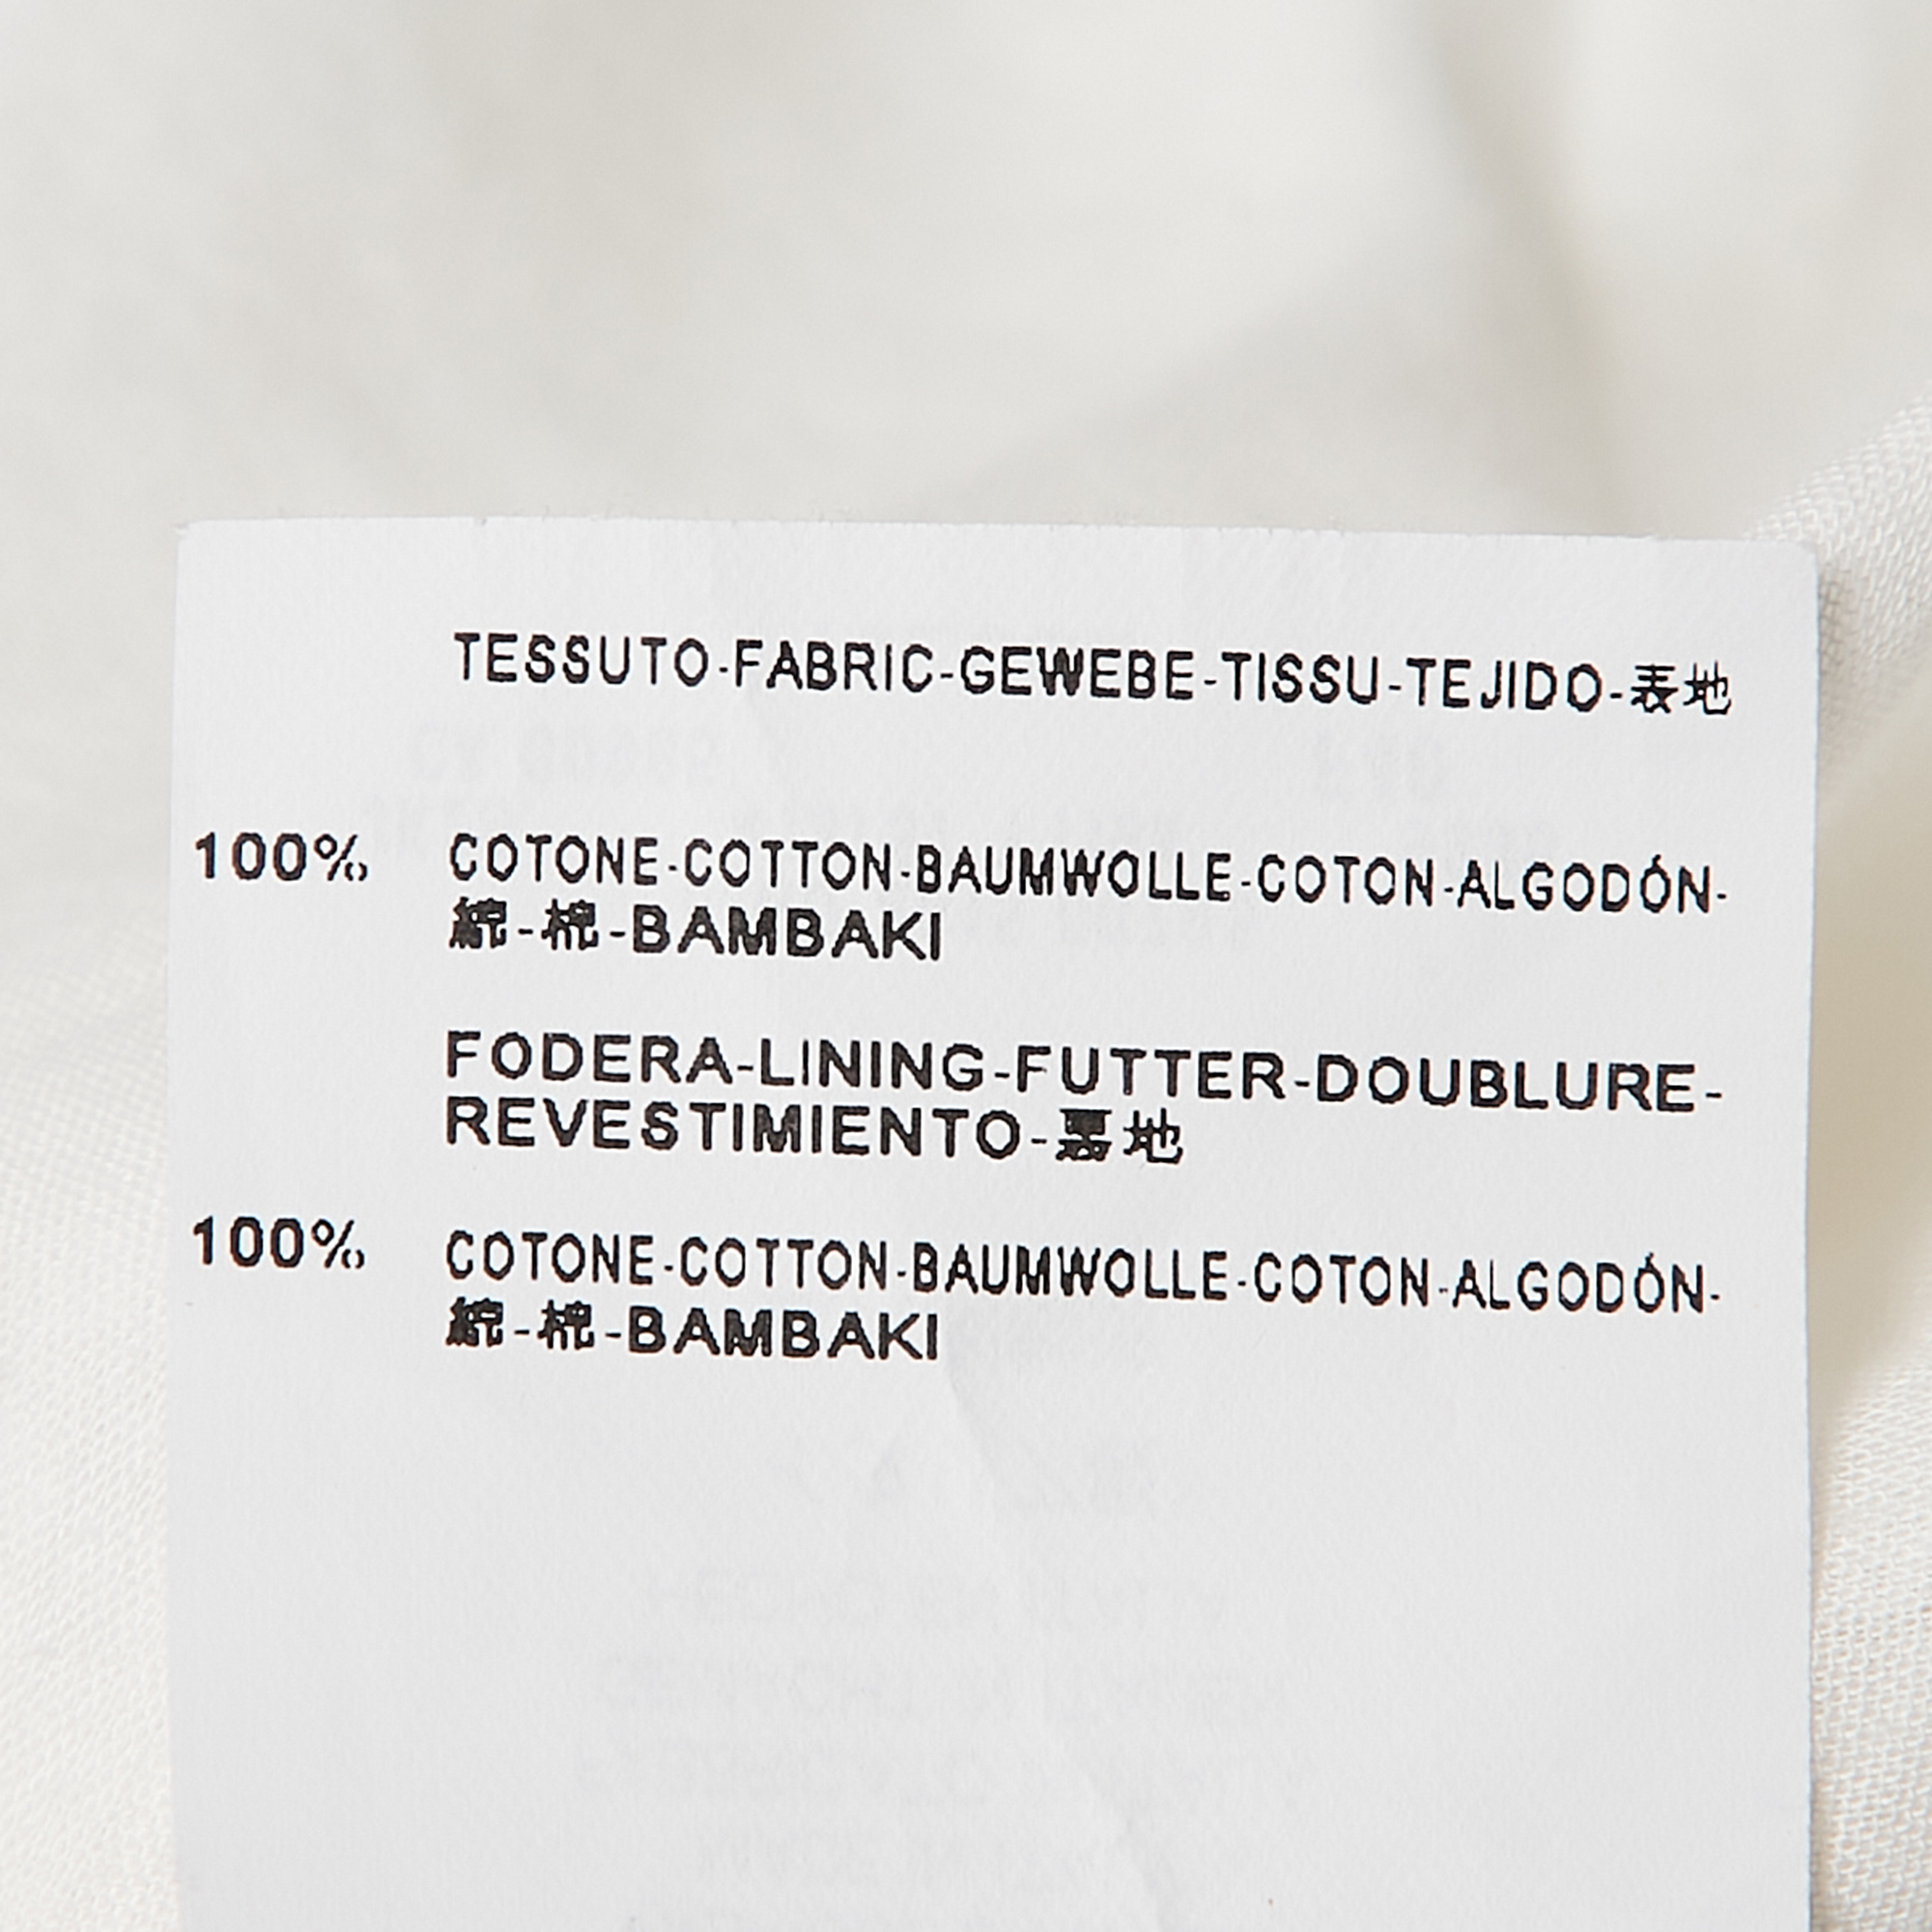 TESSUTO-FABRIC-GEWEBE-TISSU-TEJIDO-表地
100% COTONE-COTTON-BAUMWOLLE-COTON-ALGODÓN-
綿-棉-BAMBAKI
FODERA-LINING-FUTTER-DOUBLURE-
REVESTIMIENTO-裏地
100% COTONE-COTTON-BAUMWOLLE-COTON-ALGODÓN-
綿-棉-BAMBAKI